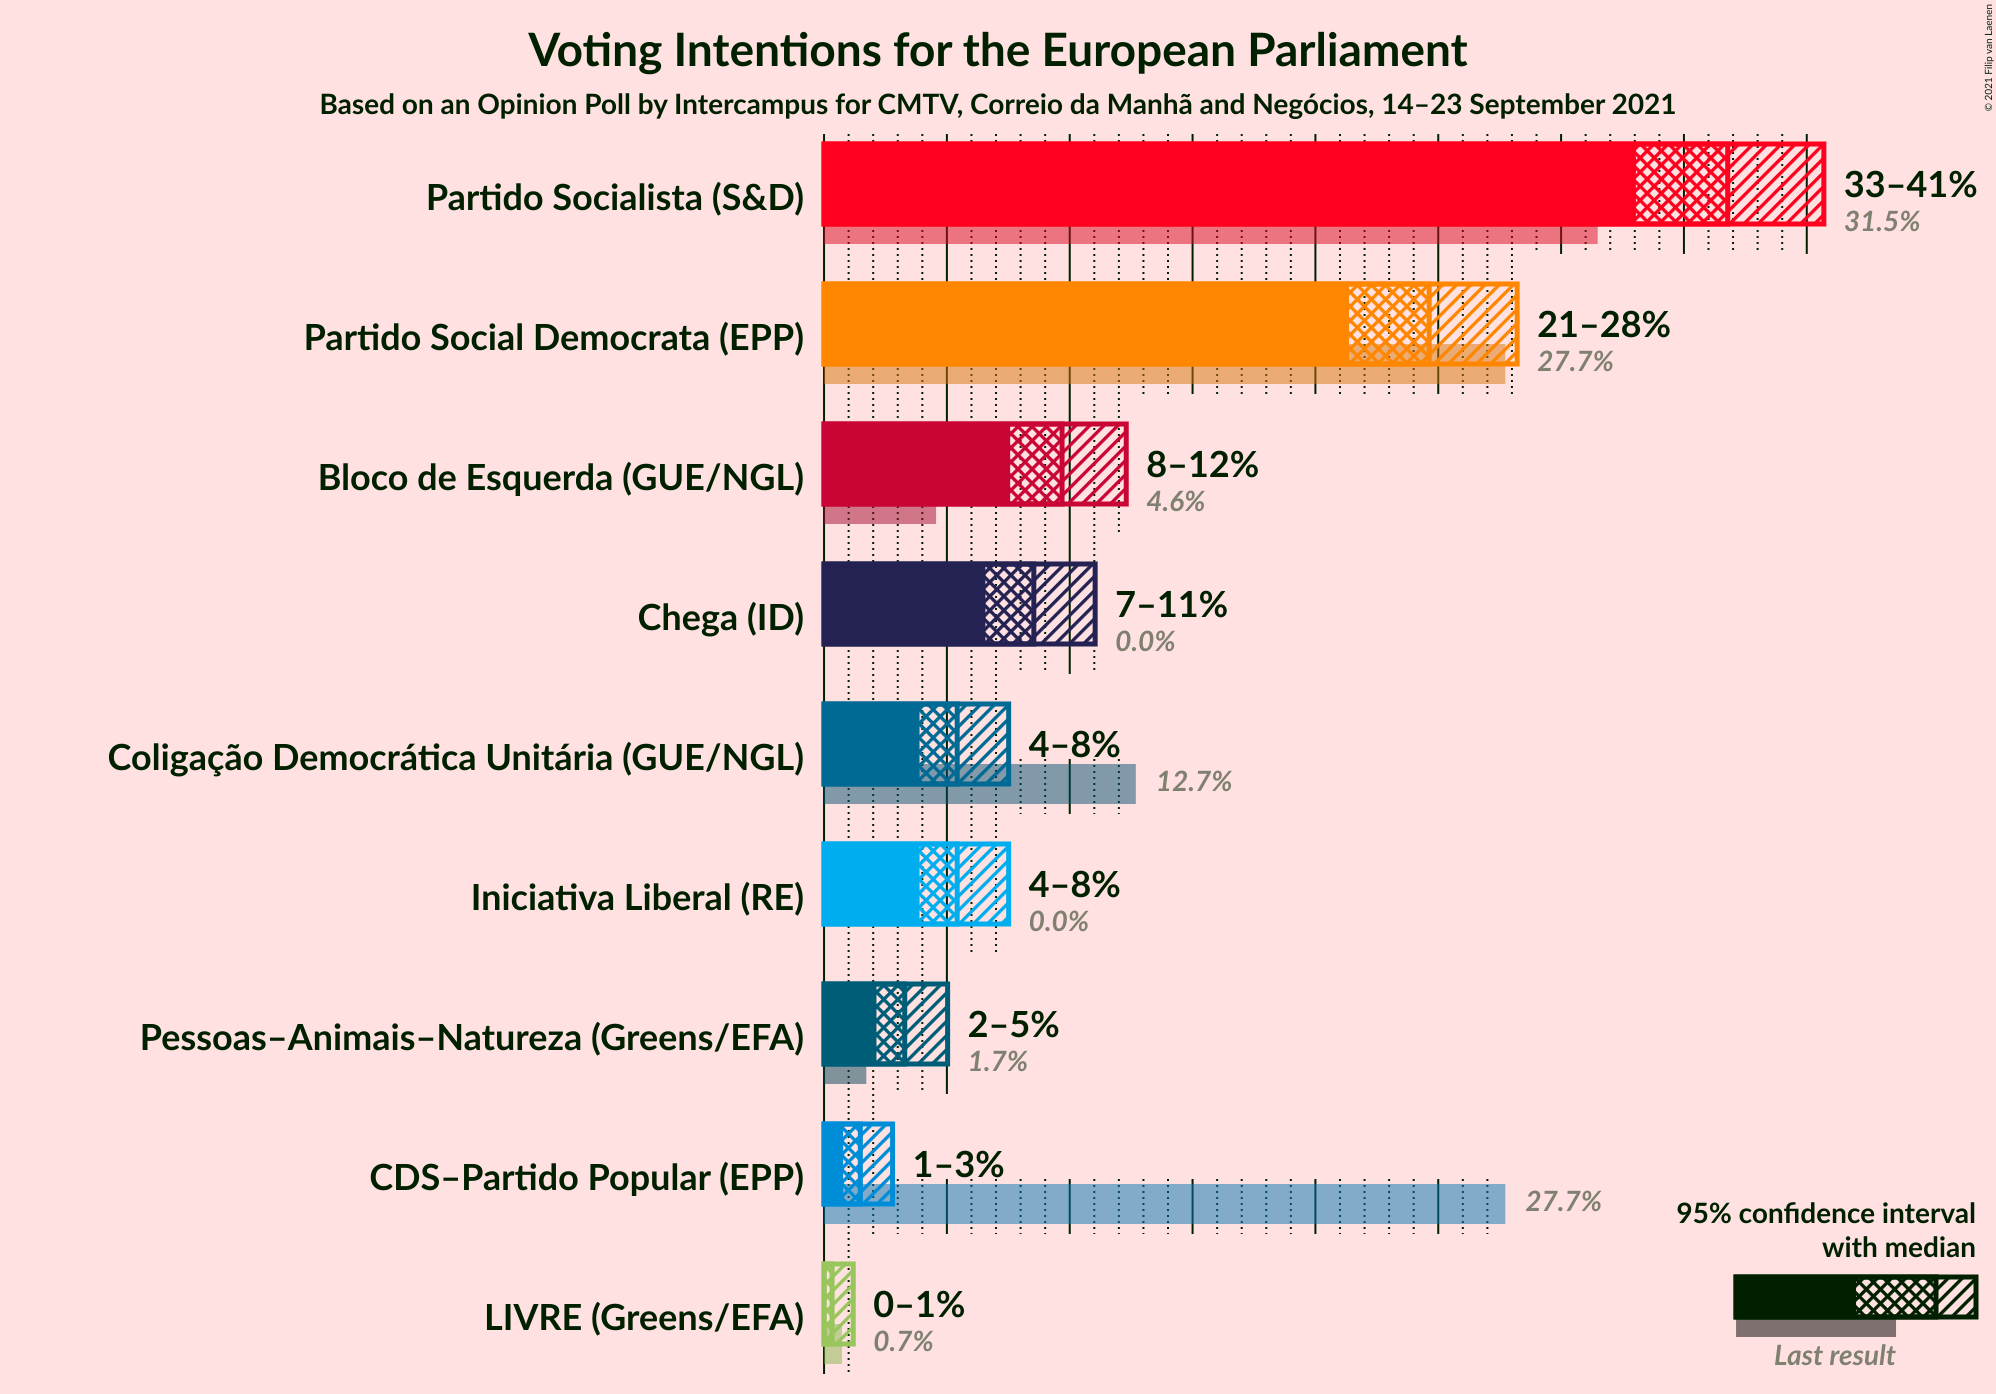 Voting Intentions for the European Parliament
Based on an Opinion Poll by Intercampus for CMTV, Correio da Manhã and Negócios, 14–23 September 2021
© 2021 Filip van Laenen
Partido Socialista (S&D)
33–41%
31.5%
Partido Social Democrata (EPP)
21–28%
27.7%
Bloco de Esquerda (GUE/NGL)
8–12%
4.6%
Chega (ID)
7–11%
0.0%
Coligação Democrática Unitária (GUE/NGL)
4–8%
12.7%
Iniciativa Liberal (RE)
4–8%
0.0%
Pessoas–Animais–Natureza (Greens/EFA)
2–5%
1.7%
CDS–Partido Popular (EPP)
1–3%
27.7%
LIVRE (Greens/EFA)
0–1%
0.7%
95% confidence interval
with median
Last result